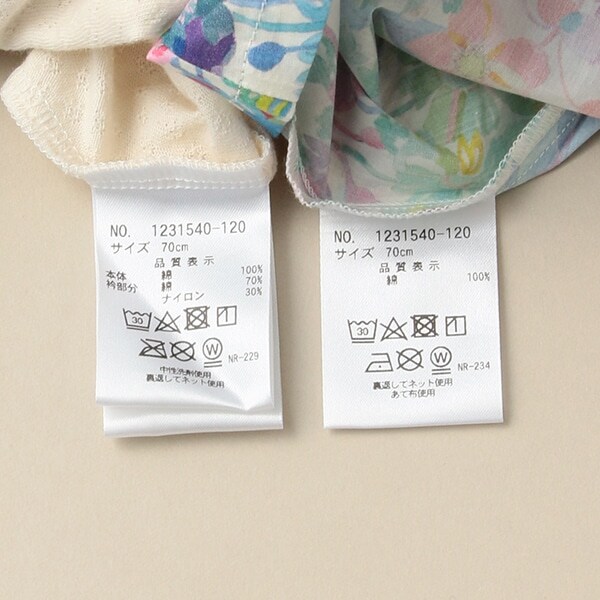 NO. 1231540-120
サイズ 70cm
品質表示
本体 綿 100%
衿部分 綿 70%
ナイロン 30%
30
W
NR-229
中性洗剤使用
裏返してネット使用
NO. 1231540-120
サイズ 70cm
品質表示
綿 100%
30
W
NR-234
裏返してネット使用
あて布使用